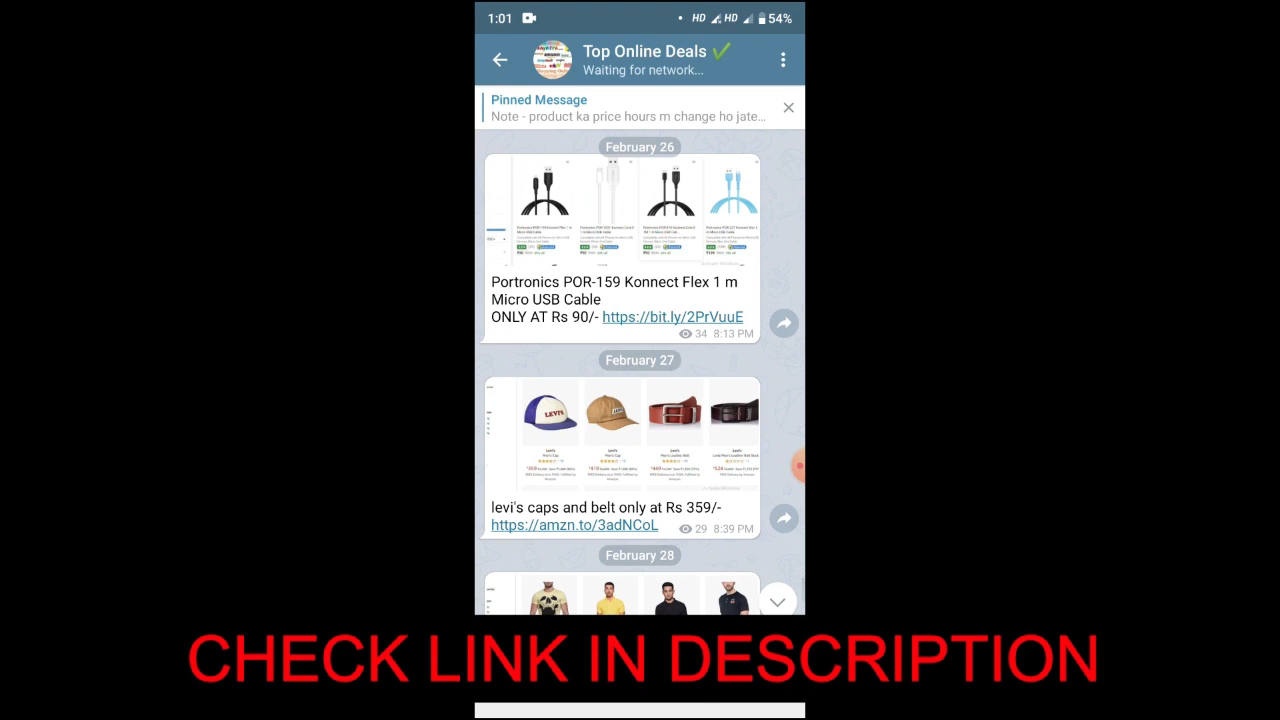 1:01
HD HD 54%
Top Online Deals
Waiting for network...
Pinned Message
Note - product ka price hours m change ho jate...
February 26
Portronics POR-159 Konnect Flex 1 m
Micro USB Cable
ONLY AT Rs 90/- https://bit.ly/2PrVuuE
34 8:13 PM
February 27
LEVI'S
levi's caps and belt only at Rs 359/-
https://amzn.to/3adNCoL
29 8:39 PM
February 28
CHECK LINK IN DESCRIPTION